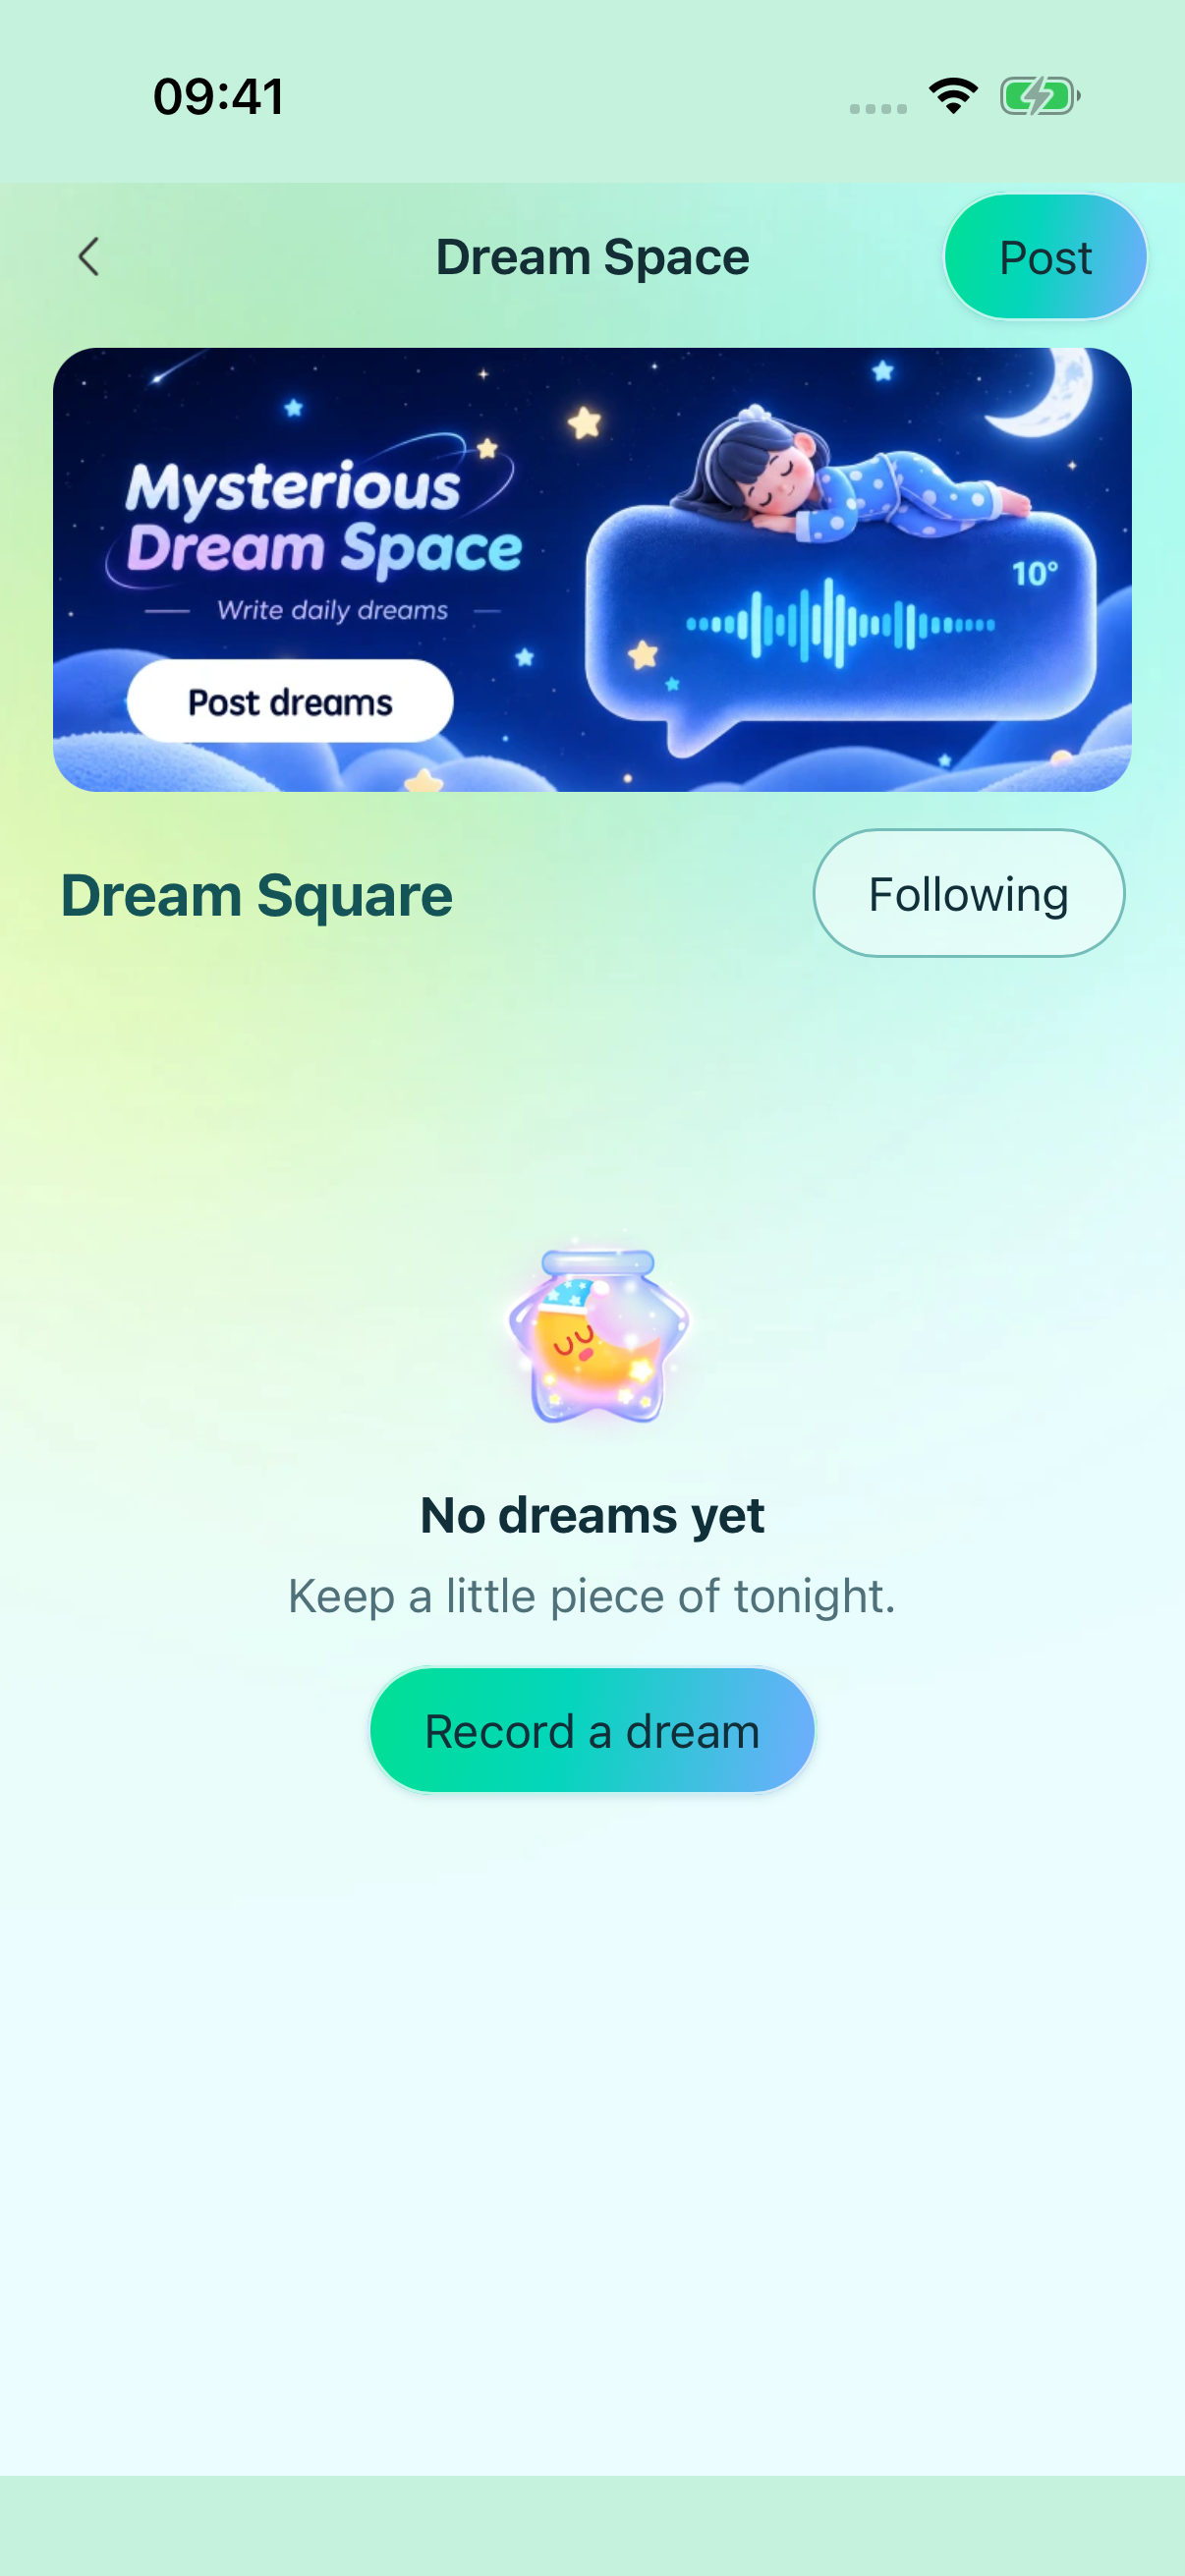 09:41
Dream Space
Post
Mysterious
Dream Space
Write daily dreams
10°
Post dreams
Dream Square
Following
No dreams yet
Keep a little piece of tonight.
Record a dream